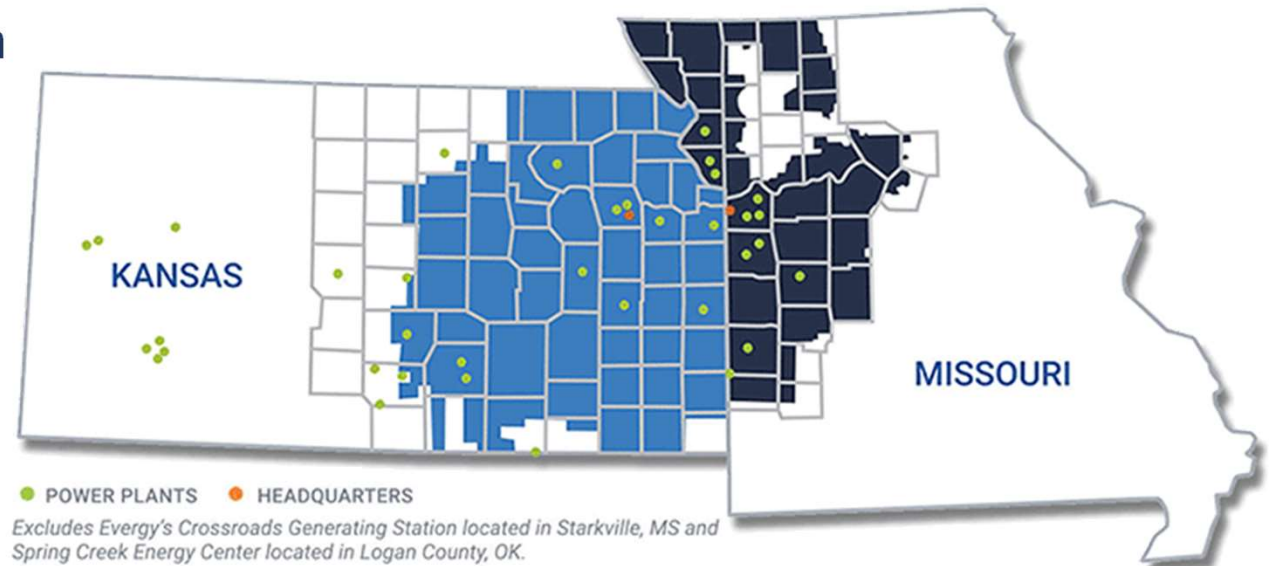 KANSAS
MISSOURI
POWER PLANTS HEADQUARTERS
Excludes Evergy's Crossroads Generating Station located in Starkville, MS and
Spring Creek Energy Center located in Logan County, OK.